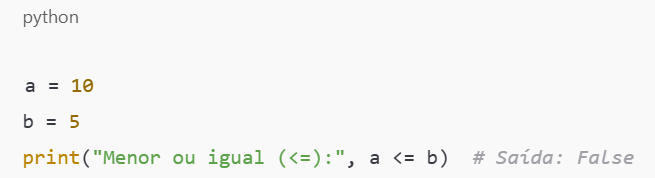 python
a = 10
b = 5
print("Menor ou igual (<=):", a <= b)  # Saída: False